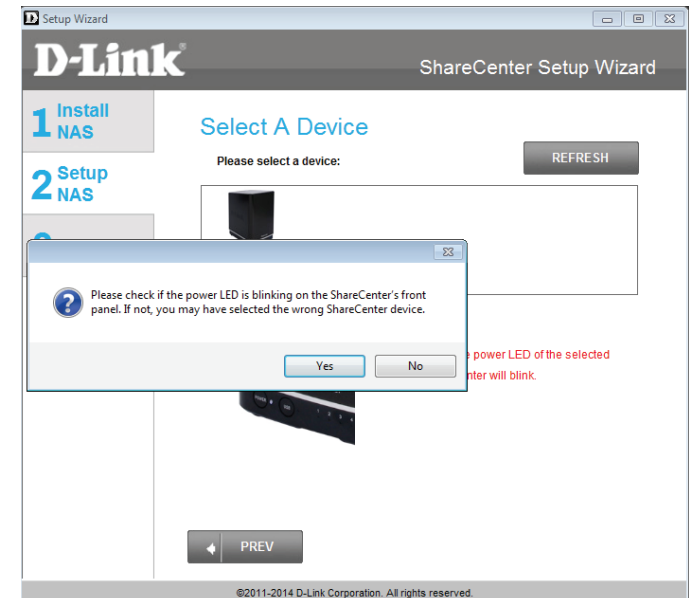 Setup Wizard
D-Link®
ShareCenter Setup Wizard
1 Install
NAS
Select A Device
Please select a device:
REFRESH
2 Setup
NAS
Please check if the power LED is blinking on the ShareCenter's front
panel. If not, you may have selected the wrong ShareCenter device.
Yes
No
power LED of the selected
will blink.
PREV
©2011-2014 D-Link Corporation. All rights reserved.